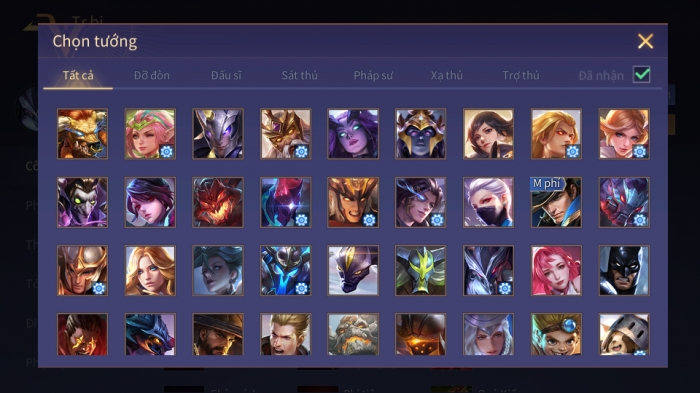 Trị
Chọn tướng
Tất cả
Đỡ đòn
Đấu sĩ
Sát thủ
Pháp sư
Xạ thủ
Trợ thủ
Đã nhận
M phí